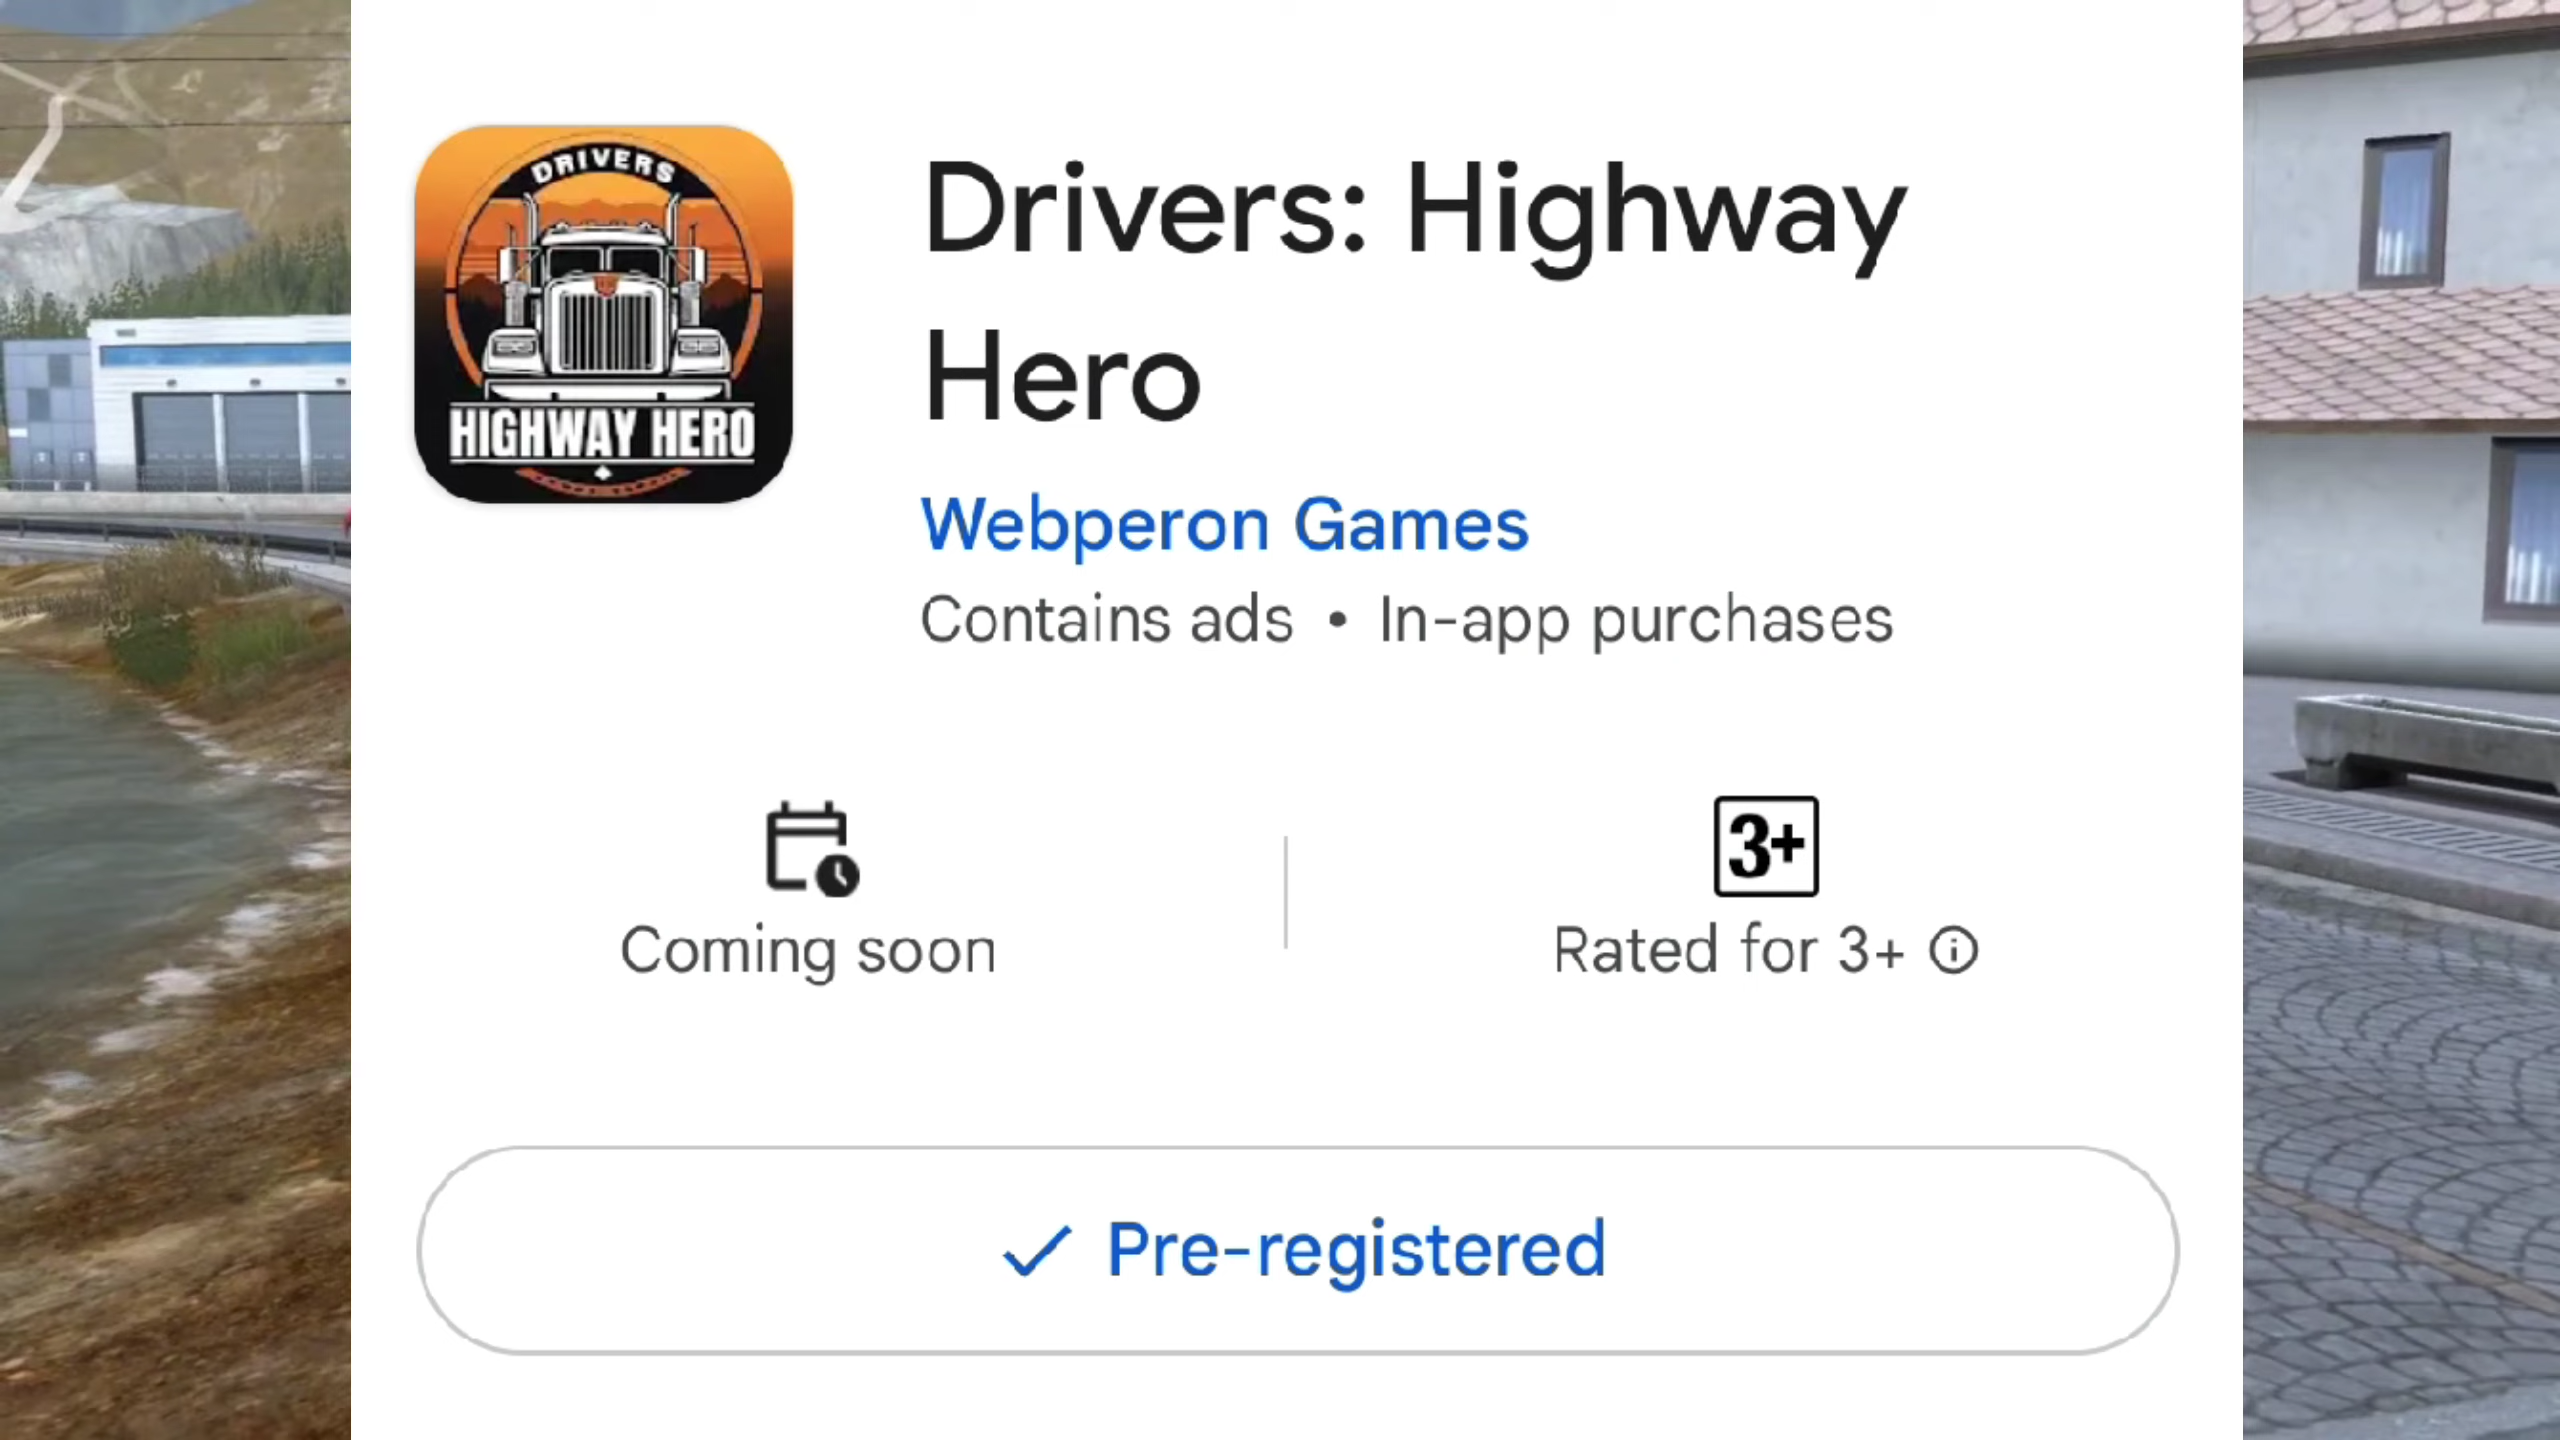 DRIVERS
HIGHWAY HERO
Drivers: Highway
Hero
Webperon Games
Contains ads • In-app purchases
3+
Coming soon
Rated for 3+
✓ Pre-registered